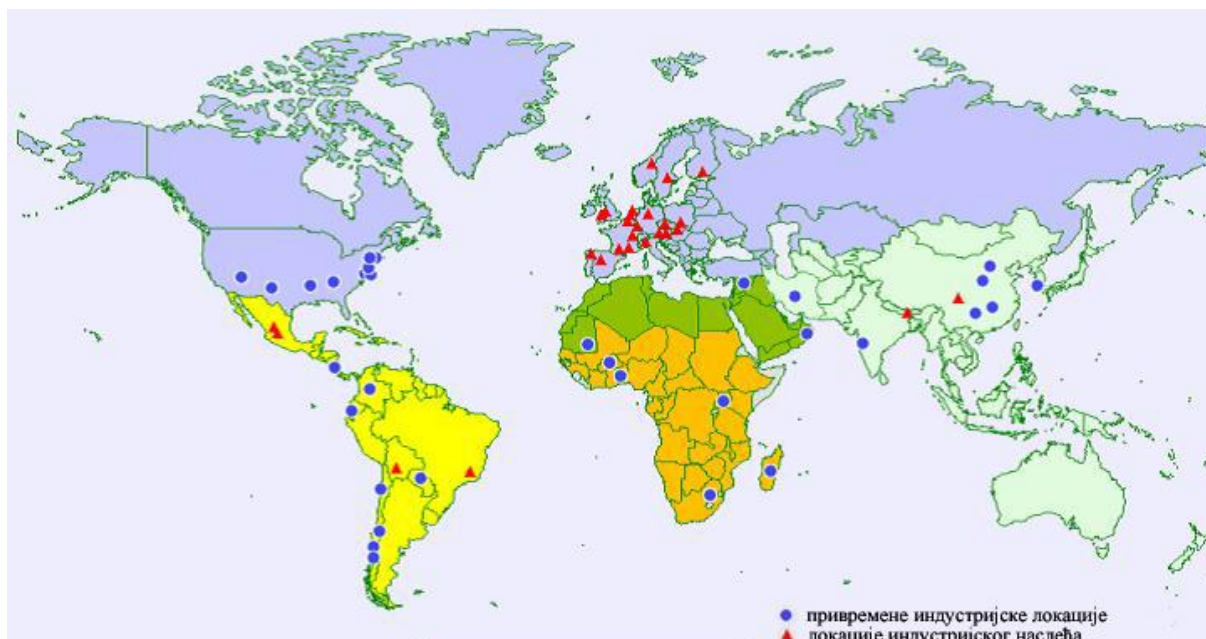 привремене индустријске локације
локације индустријског наслеђа